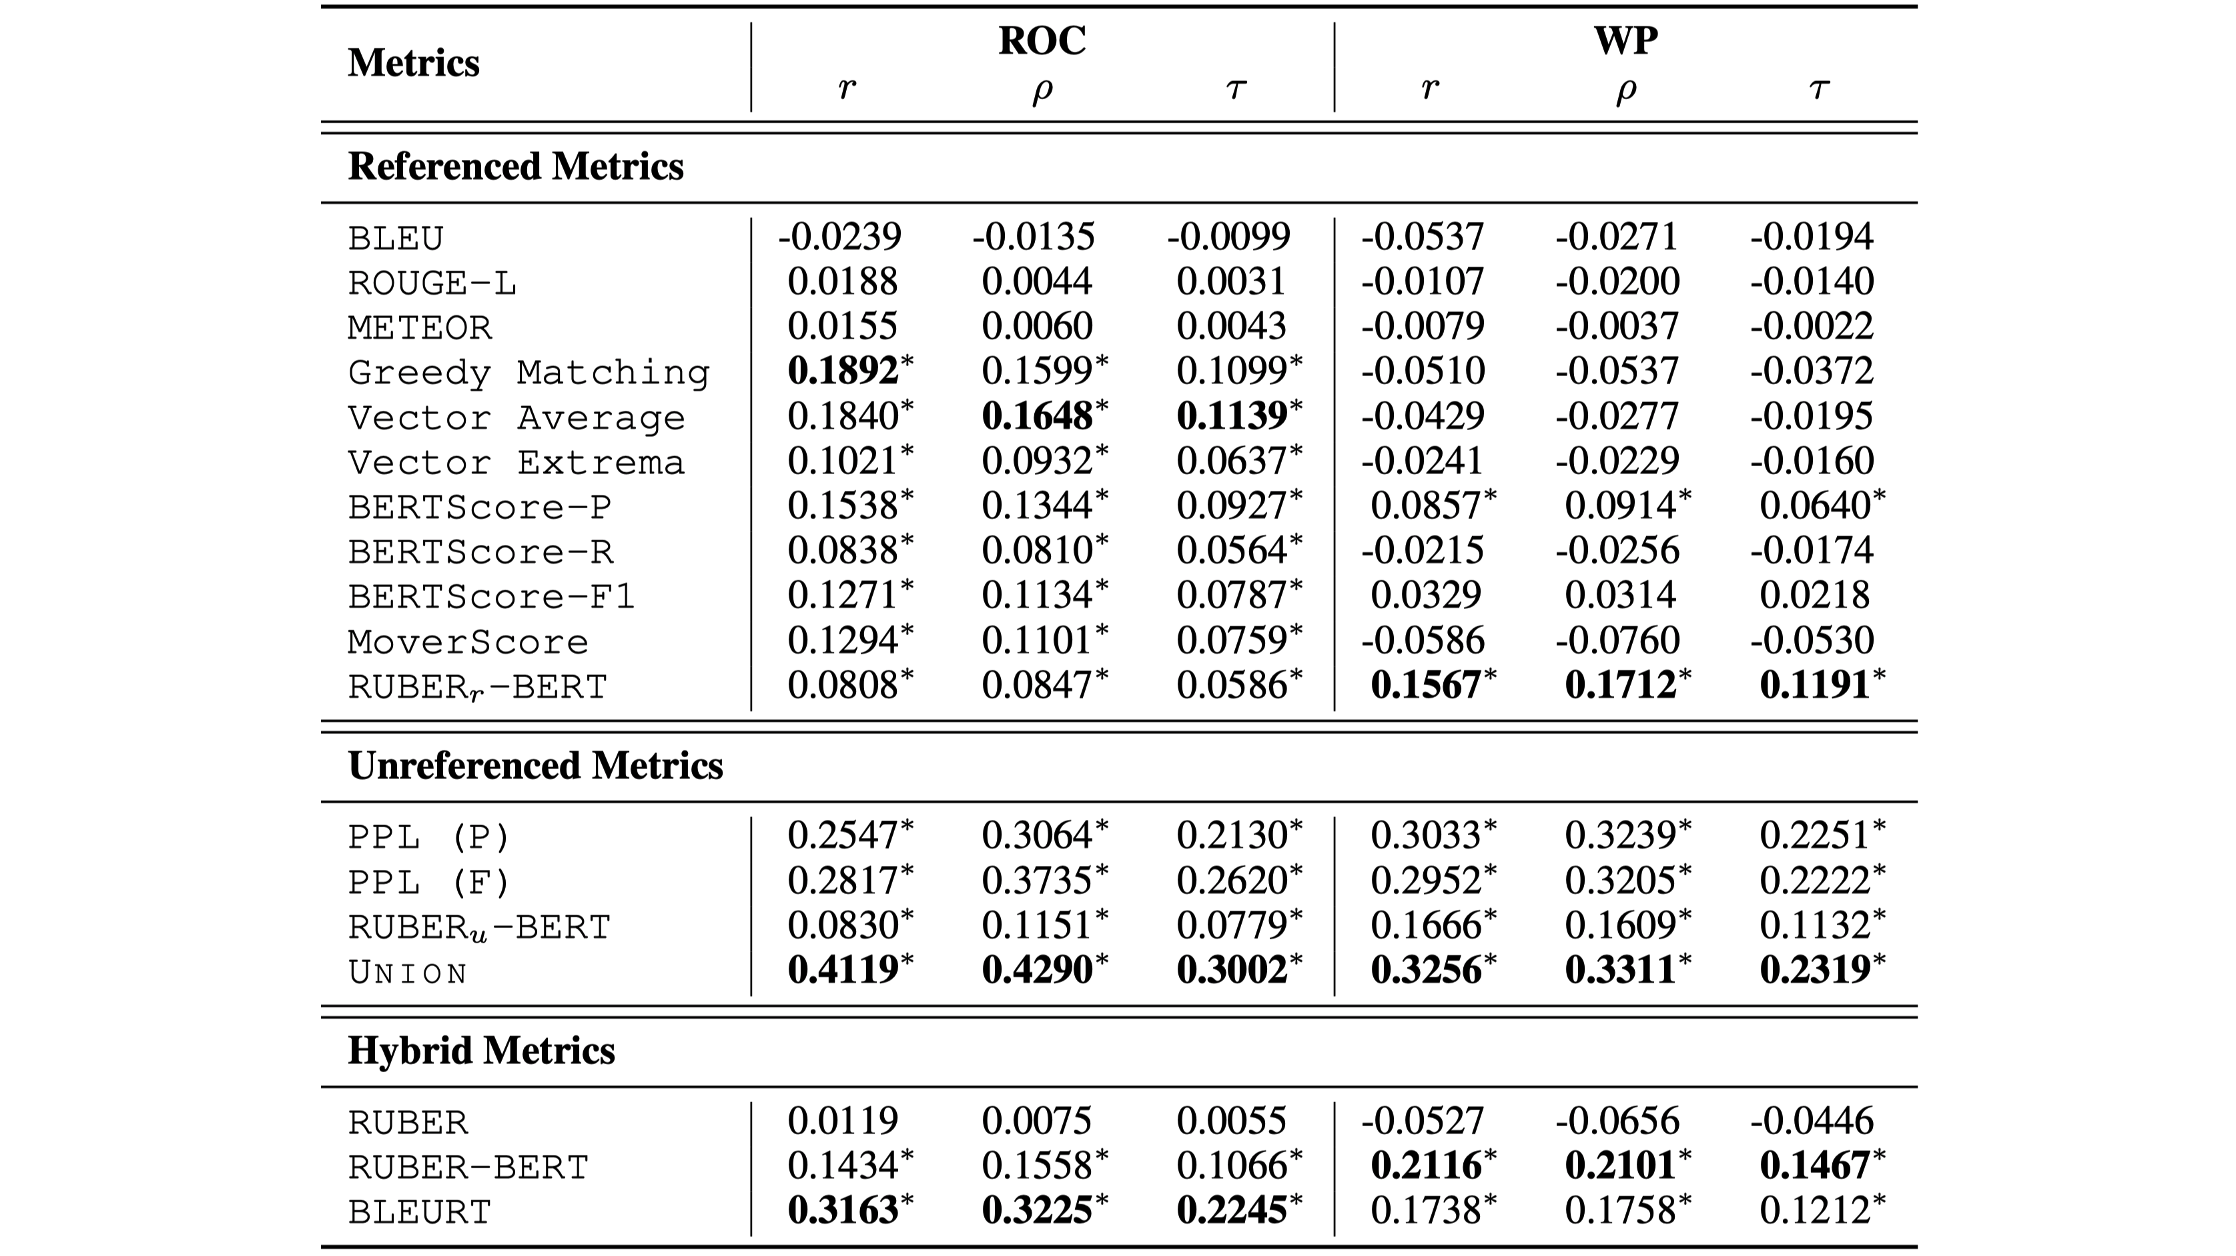 Metrics ROC WP
r ρ τ r ρ τ
Referenced Metrics
BLEU -0.0239 -0.0135 -0.0099 -0.0537 -0.0271 -0.0194
ROUGE-L 0.0188 0.0044 0.0031 -0.0107 -0.0200 -0.0140
METEOR 0.0155 0.0060 0.0043 -0.0079 -0.0037 -0.0022
Greedy Matching 0.1892* 0.1599* 0.1099* -0.0510 -0.0537 -0.0372
Vector Average 0.1840* 0.1648* 0.1139* -0.0429 -0.0277 -0.0195
Vector Extrema 0.1021* 0.0932* 0.0637* -0.0241 -0.0229 -0.0160
BERTScore-P 0.1538* 0.1344* 0.0927* 0.0857* 0.0914* 0.0640*
BERTScore-R 0.0838* 0.0810* 0.0564* -0.0215 -0.0256 -0.0174
BERTScore-F1 0.1271* 0.1134* 0.0787* 0.0329 0.0314 0.0218
MoverScore 0.1294* 0.1101* 0.0759* -0.0586 -0.0760 -0.0530
RUBERr-BERT 0.0808* 0.0847* 0.0586* 0.1567* 0.1712* 0.1191*
Unreferenced Metrics
PPL (P) 0.2547* 0.3064* 0.2130* 0.3033* 0.3239* 0.2251*
PPL (F) 0.2817* 0.3735* 0.2620* 0.2952* 0.3205* 0.2222*
RUBERu-BERT 0.0830* 0.1151* 0.0779* 0.1666* 0.1609* 0.1132*
UNION 0.4119* 0.4290* 0.3002* 0.3256* 0.3311* 0.2319*
Hybrid Metrics
RUBER 0.0119 0.0075 0.0055 -0.0527 -0.0656 -0.0446
RUBER-BERT 0.1434* 0.1558* 0.1066* 0.2116* 0.2101* 0.1467*
BLEURT 0.3163* 0.3225* 0.2245* 0.1738* 0.1758* 0.1212*